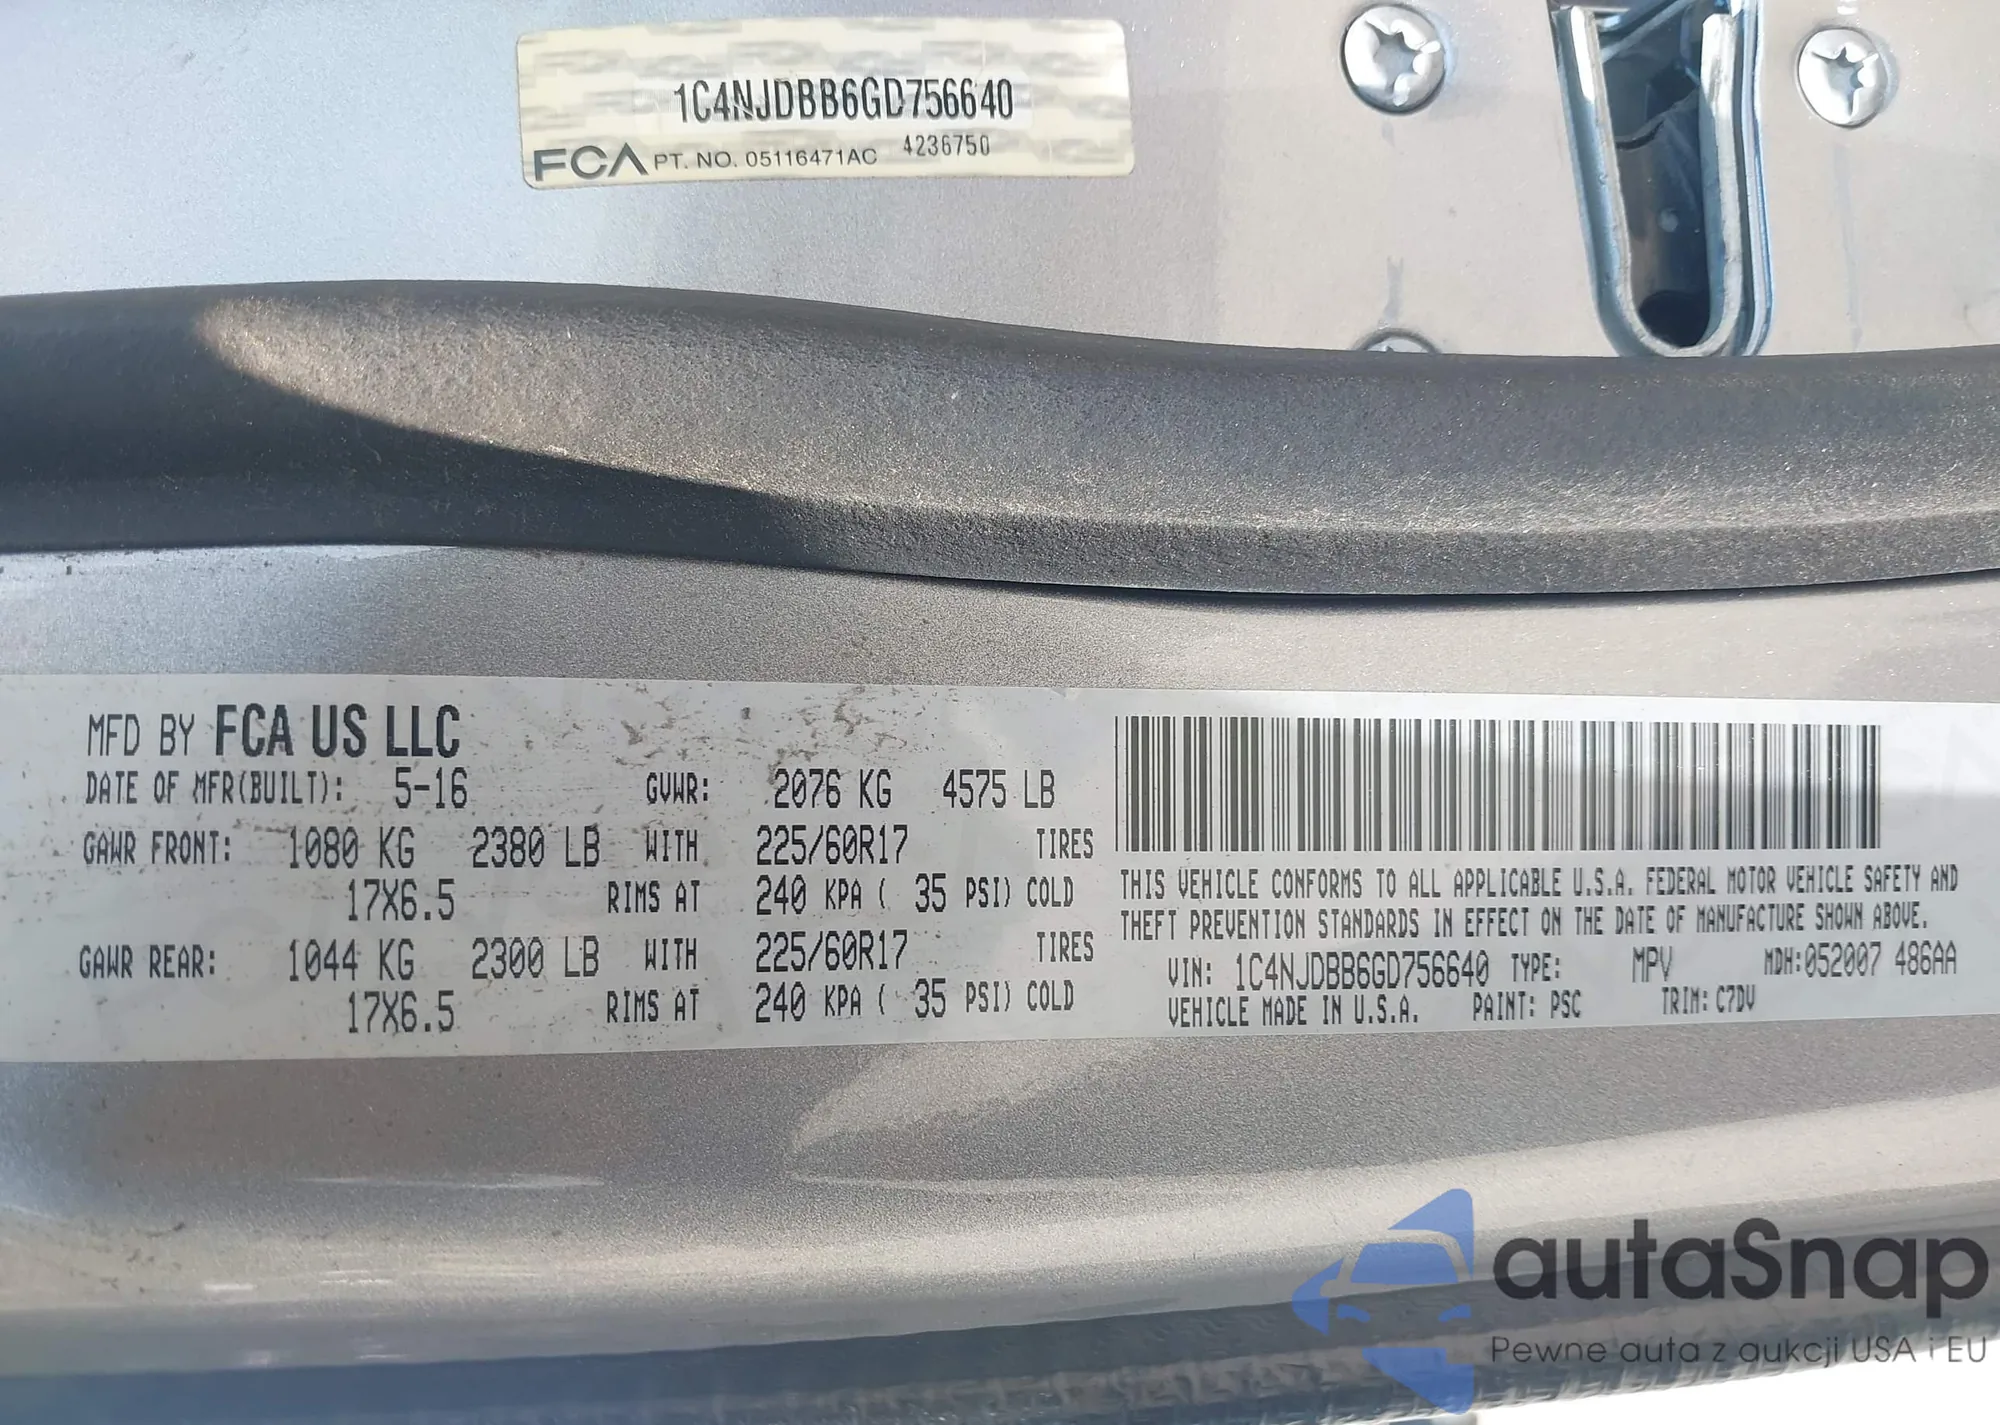 1C4NJDBB6GD756640
FCA PT. NO. 05116471AC 4236750
MFD BY FCA US LLC
DATE OF MFR(BUILT): 5-16 GVWR: 2076 KG 4575 LB
GAWR FRONT: 1080 KG 2380 LB WITH 225/60R17 TIRES
17X6.5 RIMS AT 240 KPA ( 35 PSI) COLD
GAWR REAR: 1044 KG 2300 LB WITH 225/60R17 TIRES
17X6.5 RIMS AT 240 KPA ( 35 PSI) COLD
THIS VEHICLE CONFORMS TO ALL APPLICABLE U.S.A. FEDERAL MOTOR VEHICLE SAFETY AND
THEFT PREVENTION STANDARDS IN EFFECT ON THE DATE OF MANUFACTURE SHOWN ABOVE.
VIN: 1C4NJDBB6GD756640 TYPE: MPV MDH:052007 486AA
VEHICLE MADE IN U.S.A. PAINT: PSC TRIM: C7DV
autaSnap
Pewne auta z aukcji USA i EU